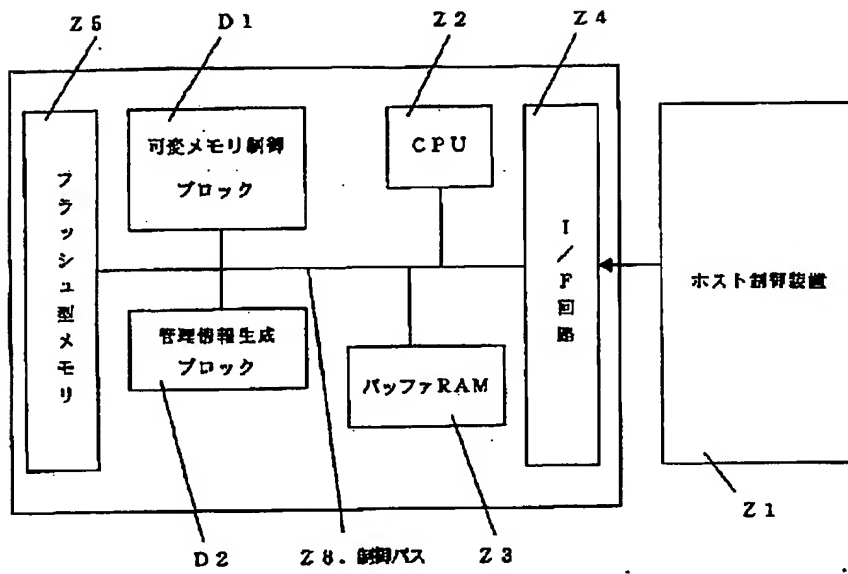 Z5
D1
Z2
Z4
可変メモリ制御
ブロック
CPU
フラッシュ型メモリ
I/F回路
ホスト制御装置
管理情報生成
ブロック
バッファRAM
Z1
D2
Z8.制御バス
Z3